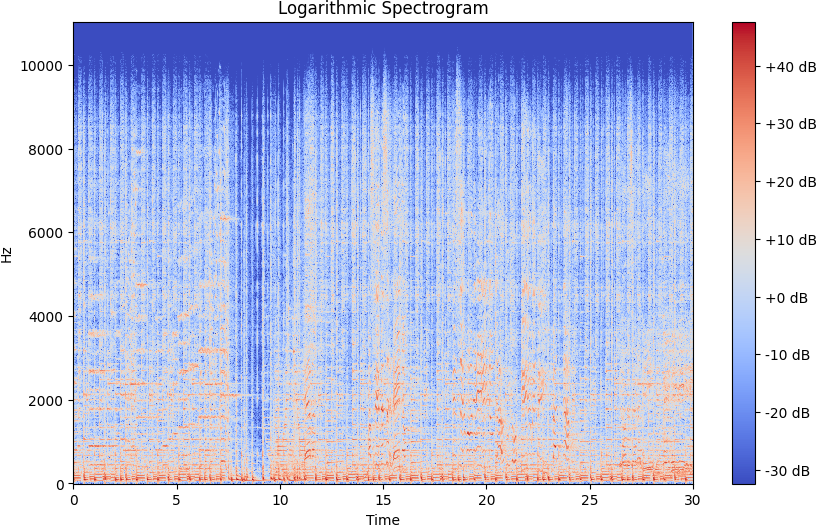 Logarithmic Spectrogram
10000
8000
6000
4000
2000
0
Hz
0 5 10 15 20 25 30
Time
+40 dB
+30 dB
+20 dB
+10 dB
+0 dB
-10 dB
-20 dB
-30 dB